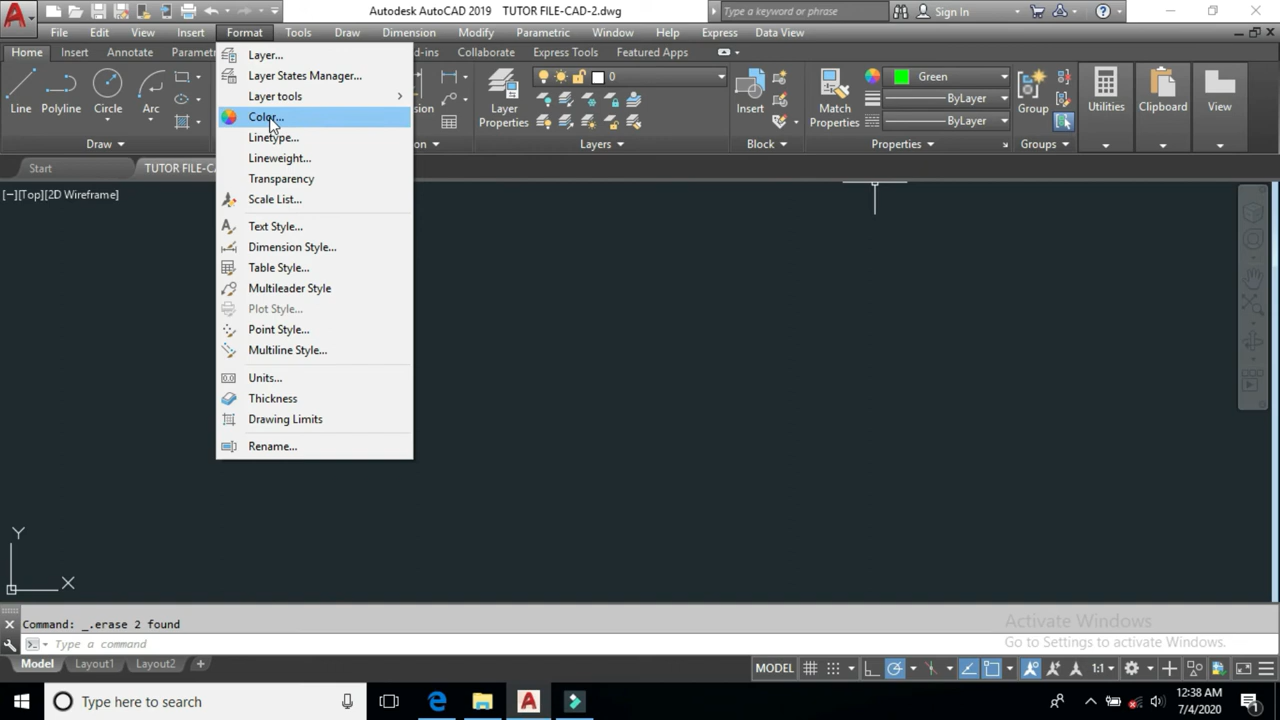 Autodesk AutoCAD 2019 TUTOR FILE-CAD-2.dwg
Type a keyword or phrase
Sign In
File Edit View Insert Format Tools Draw Dimension Modify Parametric Window Help Express Data View
Home Insert Annotate Collaborate Express Tools Featured Apps
Line Polyline Circle Arc
Layer
Properties
0
Insert
Match
Properties
Green
ByLayer
ByLayer
Group
Utilities
Clipboard
View
Draw
Layers
Block
Properties
Groups
Start
[−][Top][2D Wireframe]
Layer...
Layer States Manager...
Layer tools
Color...
Linetype...
Lineweight...
Transparency
Scale List...
Text Style...
Dimension Style...
Table Style...
Multileader Style
Plot Style...
Point Style...
Multiline Style...
Units...
0.0
Thickness
Drawing Limits
Rename...
Y
X
Command: _.erase 2 found
Type a command
Activate Windows
Go to Settings to activate Windows.
Model Layout1 Layout2
MODEL
1:1
Type here to search
12:38 AM
7/4/2020